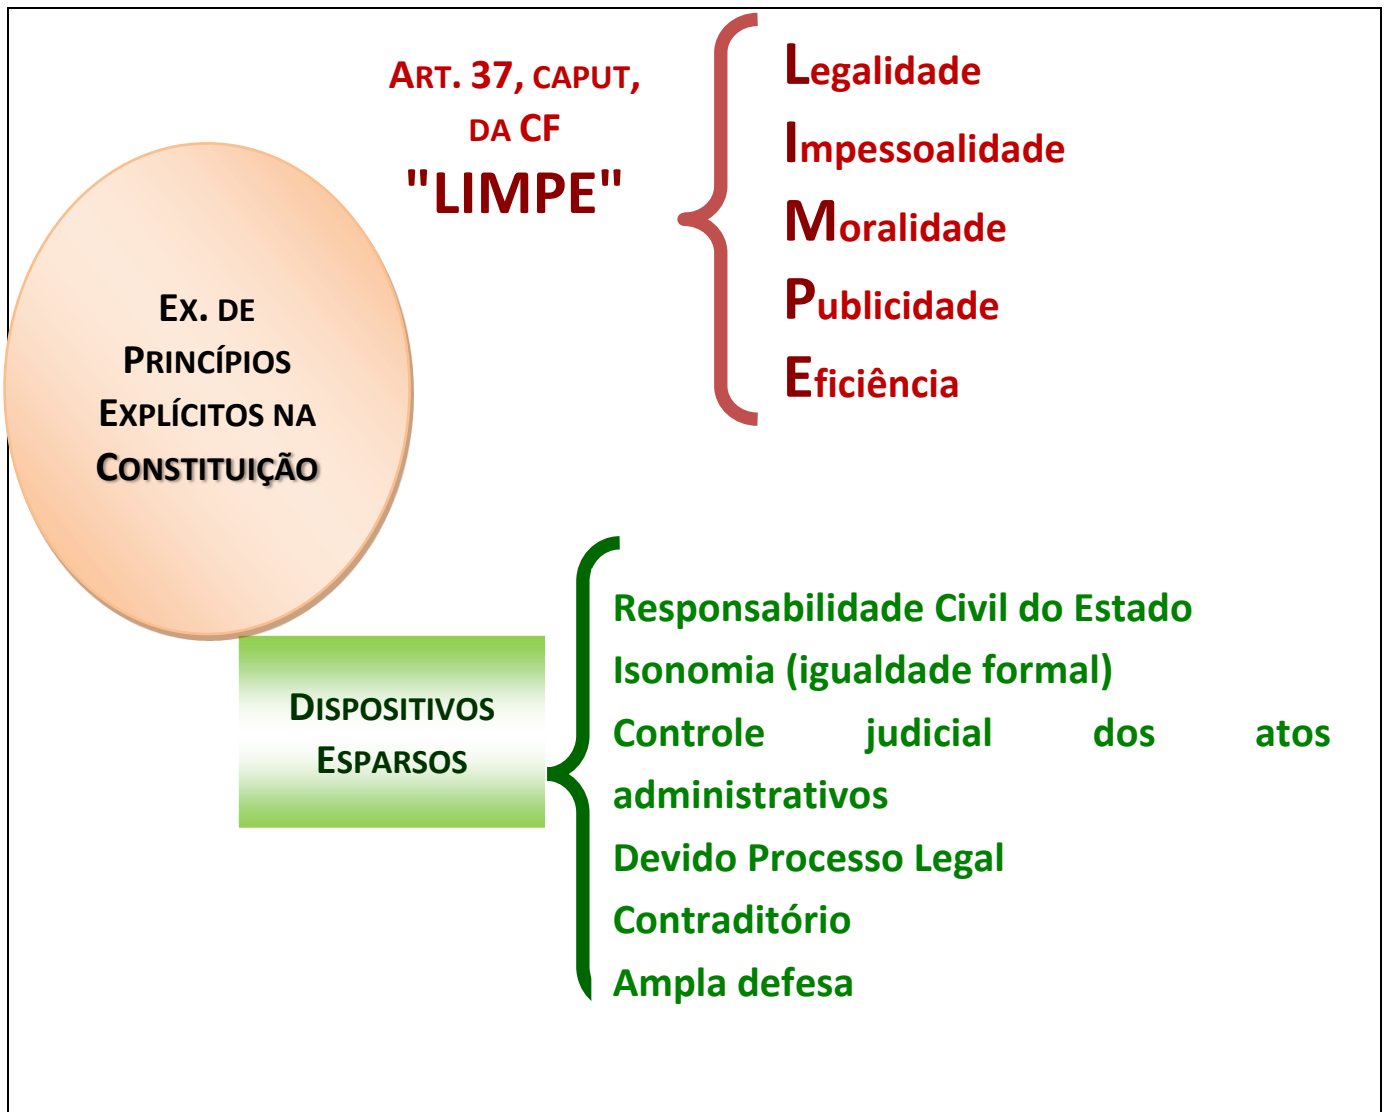 Ex. de
Princípios
Explícitos na
Constituição
Art. 37, caput,
da CF
"LIMPE"
Legalidade
Impessoalidade
Moralidade
Publicidade
Eficiência
Dispositivos
Esparsos
Responsabilidade Civil do Estado
Isonomia (igualdade formal)
Controle judicial dos atos
administrativos
Devido Processo Legal
Contraditório
Ampla defesa